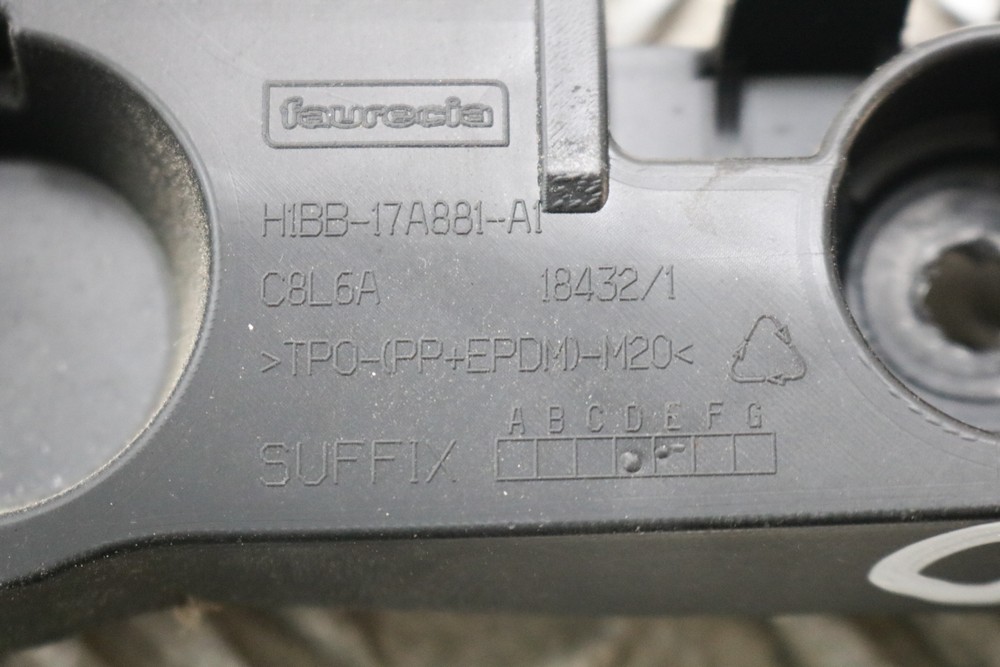 faurecia
H1BB-17A881-A1
C8L6A 18432/1
>TPO-(PP+EPDM)-M20<
A B C D E F G
SUFFIX